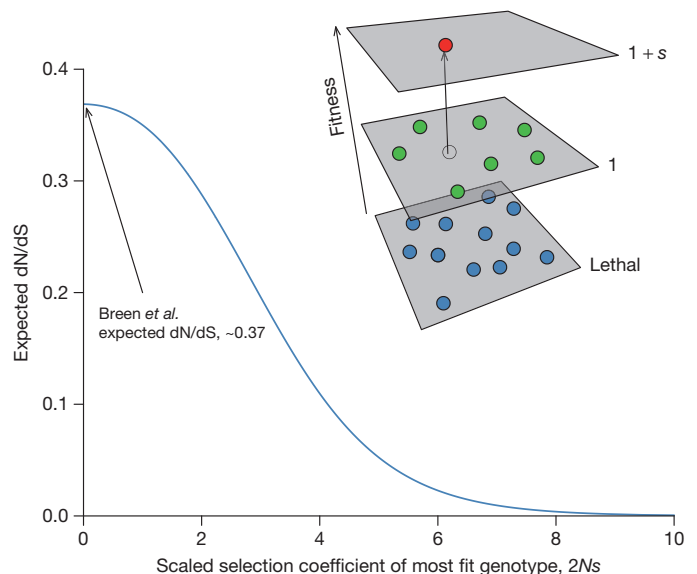 0.4
0.3
0.2
0.1
0.0
Expected dN/dS
0
2
4
6
8
10
Scaled selection coefficient of most fit genotype, 2Ns
Breen et al.
expected dN/dS, ~0.37
Fitness
1 + s
1
Lethal